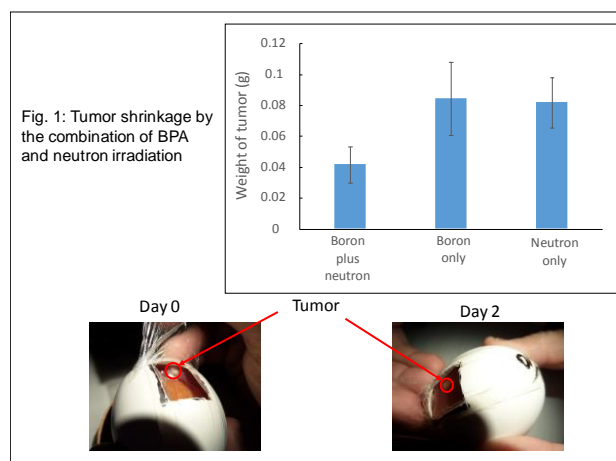 Fig. 1: Tumor shrinkage by
the combination of BPA
and neutron irradiation
Weight of tumor (g)
0.12
0.1
0.08
0.06
0.04
0.02
0
Boron
plus
neutron
Boron
only
Neutron
only
Day 0
Tumor
Day 2